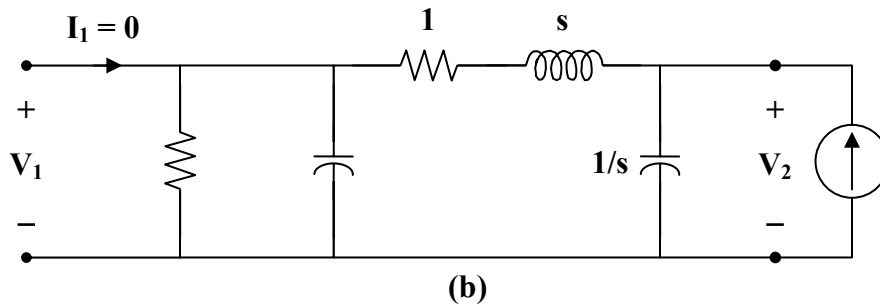 I₁ = 0
1
s
+
V₁
–
1/s
+
V₂
–
(b)